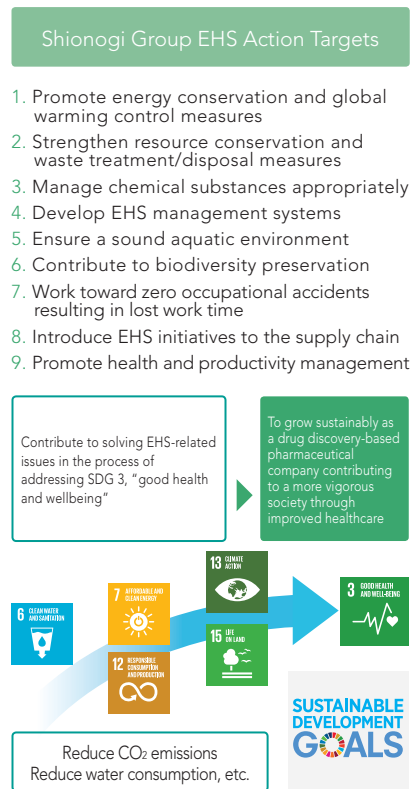 Shionogi Group EHS Action Targets
1. Promote energy conservation and global
warming control measures
2. Strengthen resource conservation and
waste treatment/disposal measures
3. Manage chemical substances appropriately
4. Develop EHS management systems
5. Ensure a sound aquatic environment
6. Contribute to biodiversity preservation
7. Work toward zero occupational accidents
resulting in lost work time
8. Introduce EHS initiatives to the supply chain
9. Promote health and productivity management
Contribute to solving EHS-related
issues in the process of
addressing SDG 3, “good health
and wellbeing”
To grow sustainably as
a drug discovery-based
pharmaceutical
company contributing
to a more vigorous
society through
improved healthcare
6 CLEAN WATER
AND SANITATION
7 AFFORDABLE AND
CLEAN ENERGY
12 RESPONSIBLE
CONSUMPTION
AND PRODUCTION
13 CLIMATE
ACTION
15 LIFE
ON LAND
3 GOOD HEALTH
AND WELL-BEING
SUSTAINABLE
DEVELOPMENT
GOALS
Reduce CO2 emissions
Reduce water consumption, etc.